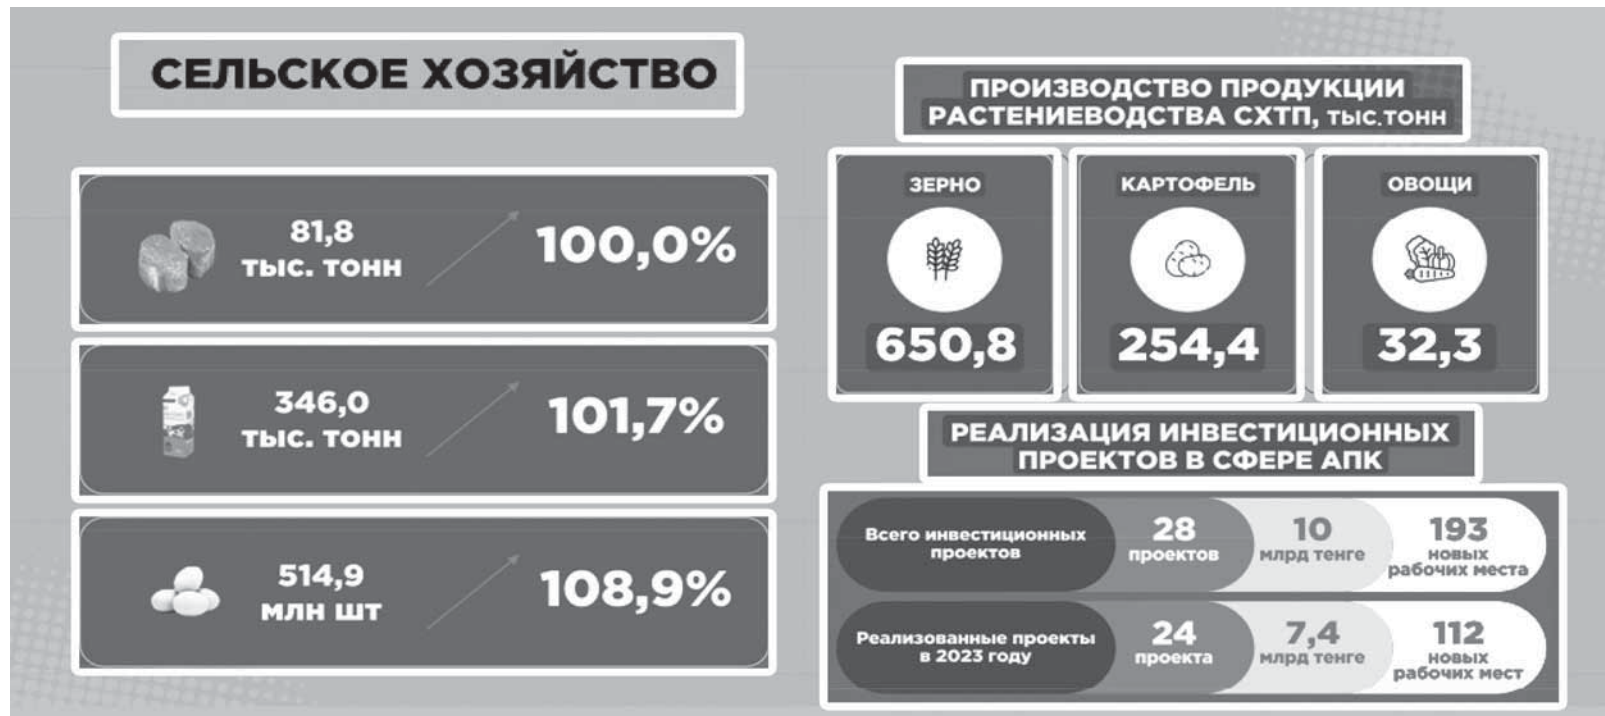 СЕЛЬСКОЕ ХОЗЯЙСТВО
81,8
ТЫС. ТОНН
100,0%
346,0
ТЫС. ТОНН
101,7%
514,9
МЛН ШТ
108,9%
ПРОИЗВОДСТВО ПРОДУКЦИИ
РАСТЕНИЕВОДСТВА СХТП, ТЫС.ТОНН
ЗЕРНО
650,8
КАРТОФЕЛЬ
254,4
ОВОЩИ
32,3
РЕАЛИЗАЦИЯ ИНВЕСТИЦИОННЫХ
ПРОЕКТОВ В СФЕРЕ АПК
Всего инвестиционных
проектов
28
проектов
10
млрд тенге
193
новых
рабочих места
Реализованные проекты
в 2023 году
24
проекта
7,4
млрд тенге
112
новых
рабочих мест